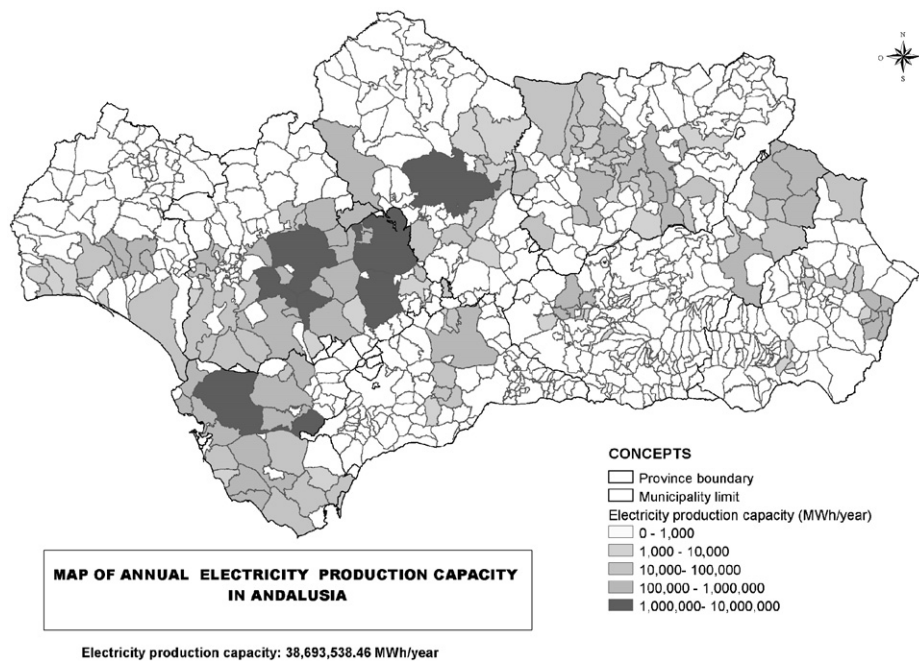 N
O
S
CONCEPTS
Province boundary
Municipality limit
Electricity production capacity (MWh/year)
0 - 1,000
1,000 - 10,000
10,000- 100,000
100,000 - 1,000,000
1,000,000- 10,000,000
MAP OF ANNUAL ELECTRICITY PRODUCTION CAPACITY
IN ANDALUSIA
Electricity production capacity: 38,693,538.46 MWh/year